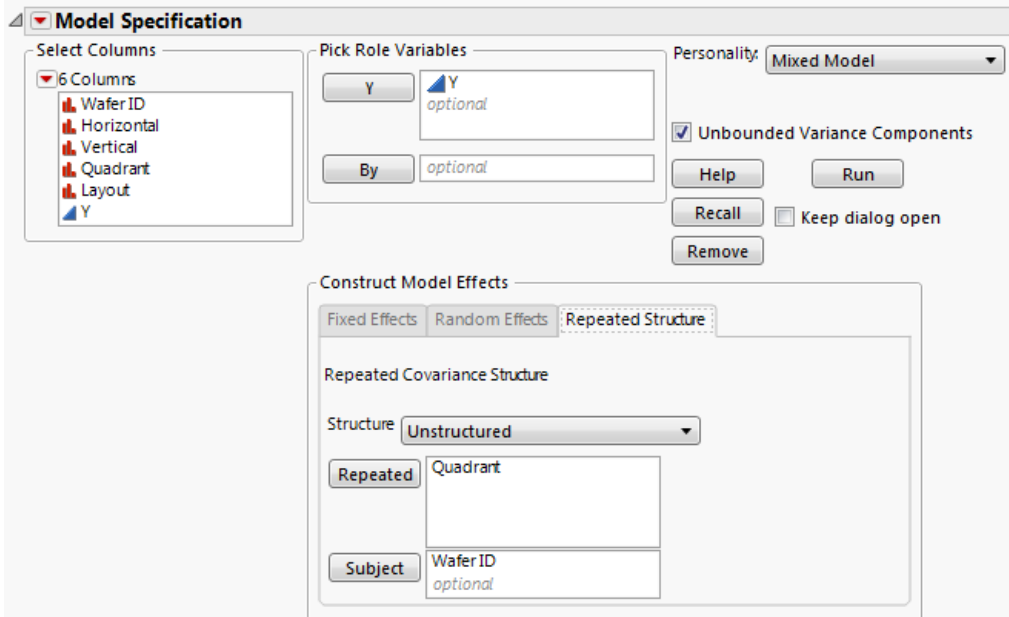 Model Specification
Select Columns
6 Columns
Wafer ID
Horizontal
Vertical
Quadrant
Layout
Y
Pick Role Variables
Y
Y
optional
By
optional
Personality:
Mixed Model
Unbounded Variance Components
Help
Run
Recall
Keep dialog open
Remove
Construct Model Effects
Fixed Effects
Random Effects
Repeated Structure
Repeated Covariance Structure
Structure
Unstructured
Repeated
Quadrant
Subject
Wafer ID
optional